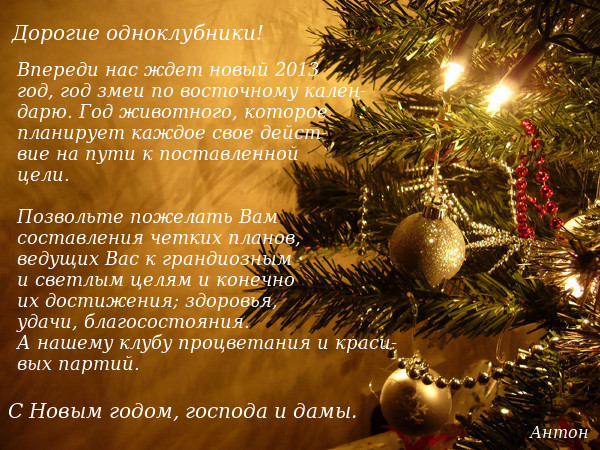 Дорогие одноклубники!
Впереди нас ждет новый 2013
год, год змеи по восточному кален-
дарю. Год животного, которое
планирует каждое свое дейст-
вие на пути к поставленной
цели.
Позвольте пожелать Вам
составления четких планов,
ведущих Вас к грандиозным
и светлым целям и конечно
их достижения; здоровья,
удачи, благосостояния.
А нашему клубу процветания и краси-
вых партий.
С Новым годом, господа и дамы.
Антон